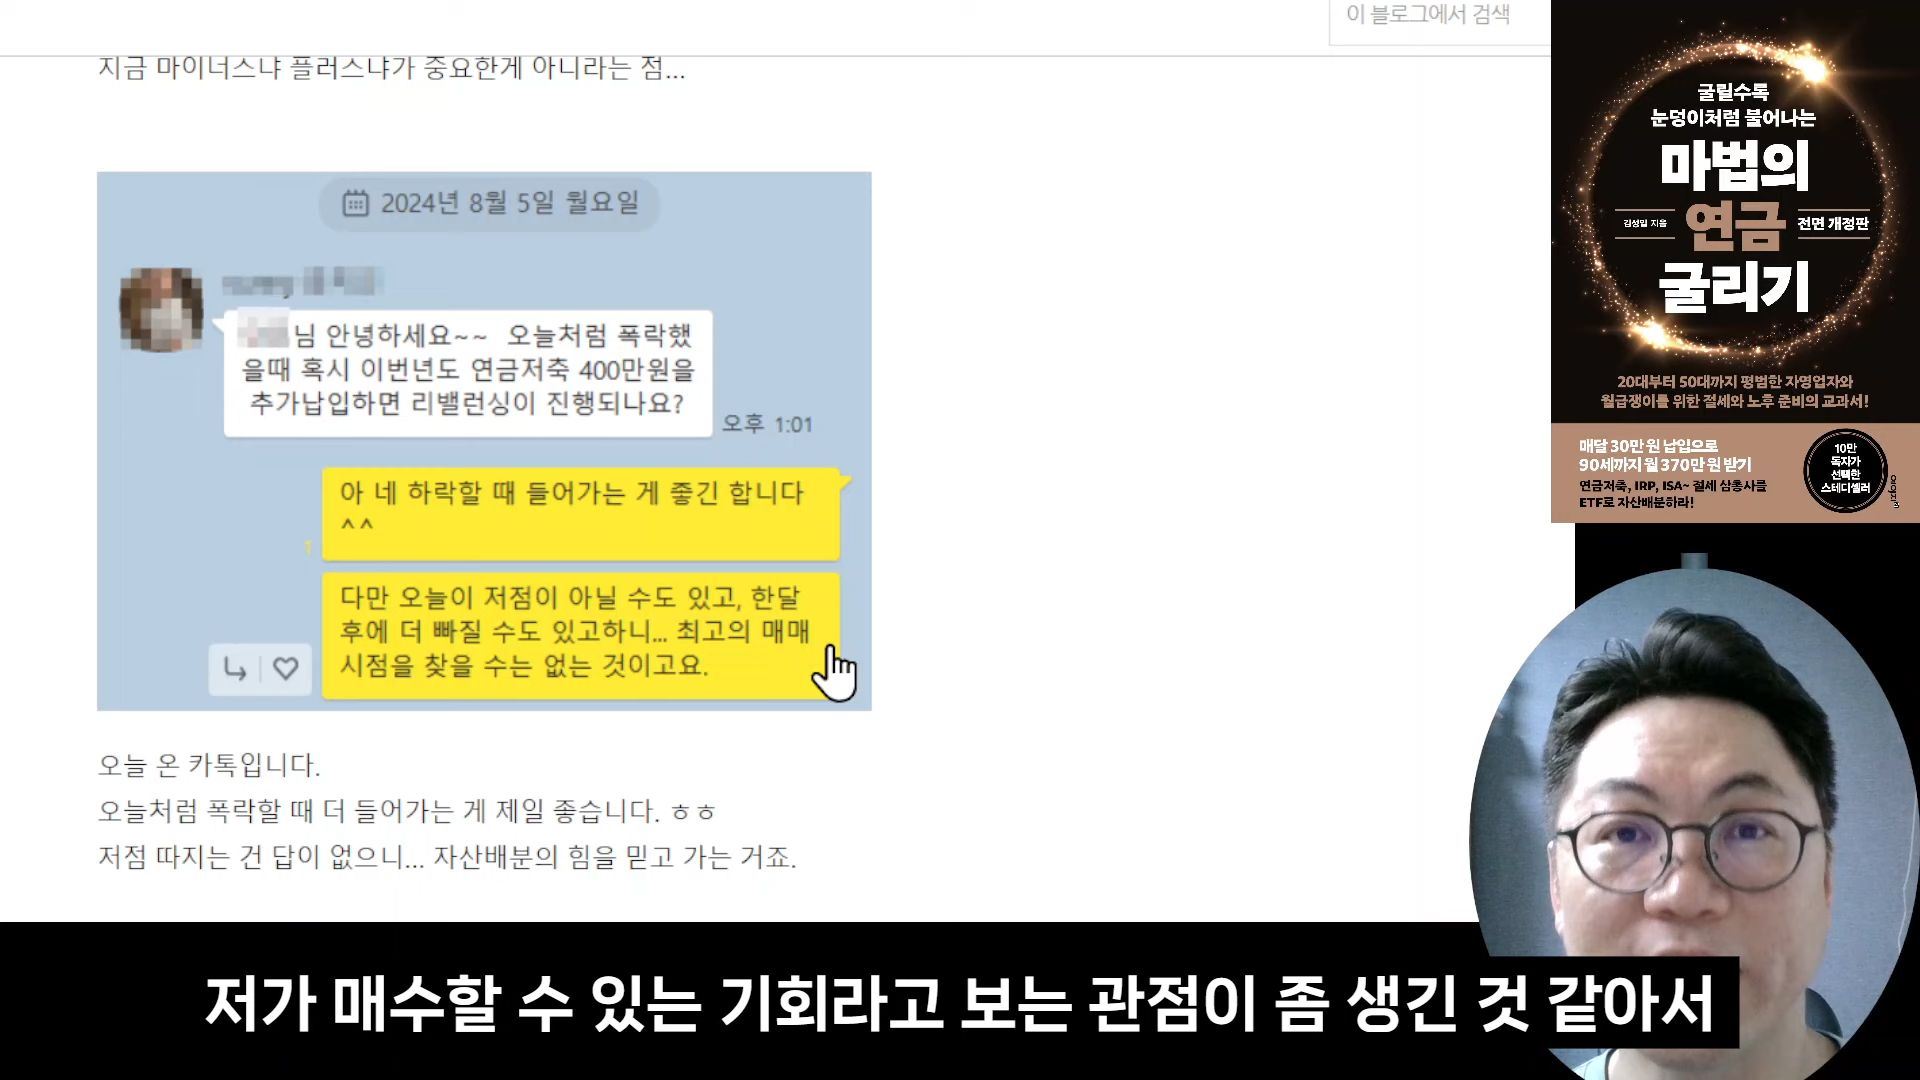 이 블로그에서 검색
지금 마이너스냐 플러스냐가 중요한게 아니라는 점...
2024년 8월 5일 월요일
님 안녕하세요~~ 오늘처럼 폭락했
을때 혹시 이번년도 연금저축 400만원을
추가납입하면 리밸런싱이 진행되나요?
오후 1:01
아 네 하락할 때 들어가는 게 좋긴 합니다
^^
1
다만 오늘이 저점이 아닐 수도 있고, 한달
후에 더 빠질 수도 있고하니... 최고의 매매
시점을 찾을 수는 없는 것이고요.
오늘 온 카톡입니다.
오늘처럼 폭락할 때 더 들어가는 게 제일 좋습니다. ㅎㅎ
저점 따지는 건 답이 없으니... 자산배분의 힘을 믿고 가는 거죠.
굴릴수록
눈덩이처럼 불어나는
마법의
김성일 지음
연금
전면 개정판
굴리기
20대부터 50대까지 평범한 자영업자와
월급쟁이를 위한 절세와 노후 준비의 교과서!
매달 30만 원 납입으로
90세까지 월 370만 원 받기
연금저축, IRP, ISA~ 절세 삼총사를
ETF로 자산배분하라!
10만
독자가
선택한
스테디셀러
저가 매수할 수 있는 기회라고 보는 관점이 좀 생긴 것 같아서